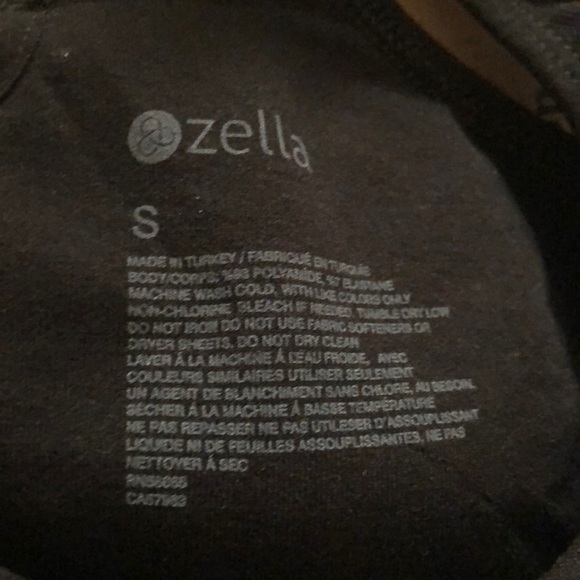 zella
S
MADE IN TURKEY / FABRIQUÉ EN TURQUIE
BODY/CORPS: %93 POLYAMIDE, %7 ELASTANE
MACHINE WASH COLD, WITH LIKE COLORS ONLY
NON-CHLORINE BLEACH IF NEEDED, TUMBLE DRY LOW
DO NOT IRON DO NOT USE FABRIC SOFTENERS OR
DRYER SHEETS, DO NOT DRY CLEAN
LAVER À LA MACHINE À L'EAU FROIDE, AVEC
COULEURS SIMILAIRES UTILISER SEULEMENT
UN AGENT DE BLANCHIMENT SANS CHLORE, AU BESOIN,
SÉCHER À LA MACHINE À BASSE TEMPÉRATURE
NE PAS REPASSER NE PAS UTILISER D'ASSOUPLISSANT
LIQUIDE NI DE FEUILLES ASSOUPLISSANTES, NE PAS
NETTOYER À SEC